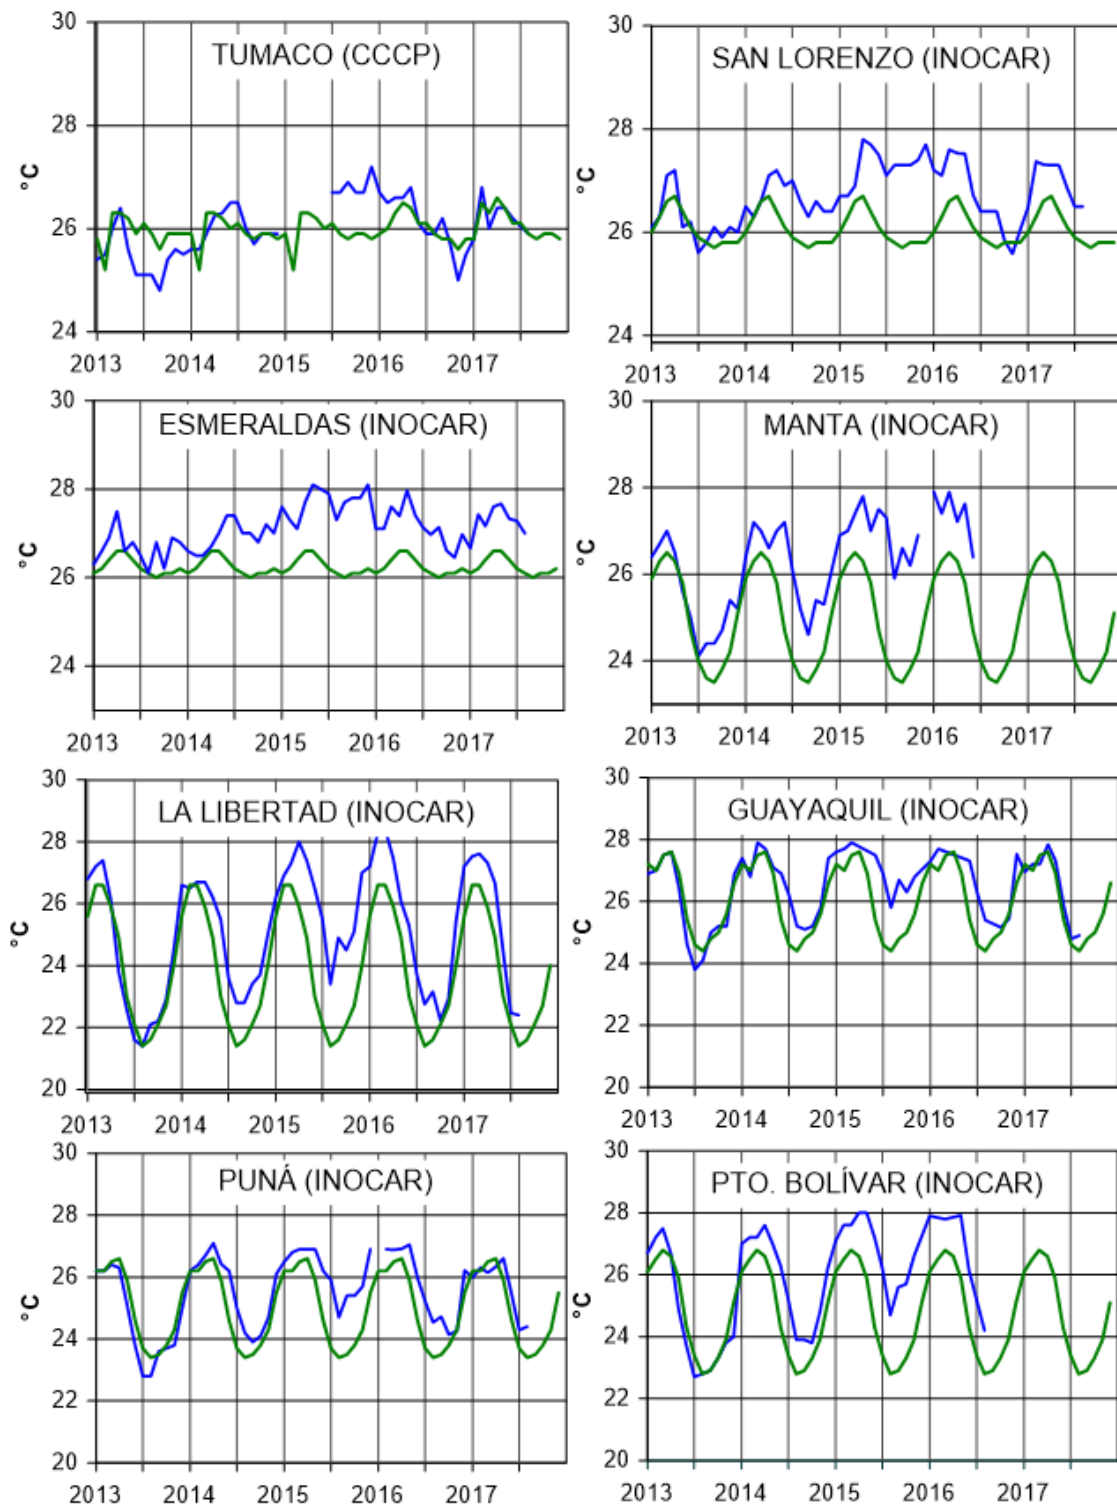 TUMACO (CCCP)
°C
30
28
26
24
2013 2014 2015 2016 2017
SAN LORENZO (INOCAR)
°C
30
28
26
24
2013 2014 2015 2016 2017
ESMERALDAS (INOCAR)
°C
30
28
26
24
2013 2014 2015 2016 2017
MANTA (INOCAR)
°C
30
28
26
24
2013 2014 2015 2016 2017
LA LIBERTAD (INOCAR)
°C
30
28
26
24
22
20
2013 2014 2015 2016 2017
GUAYAQUIL (INOCAR)
°C
30
28
26
24
22
20
2013 2014 2015 2016 2017
PUNÁ (INOCAR)
°C
30
28
26
24
22
20
2013 2014 2015 2016 2017
PTO. BOLÍVAR (INOCAR)
°C
30
28
26
24
22
20
2013 2014 2015 2016 2017